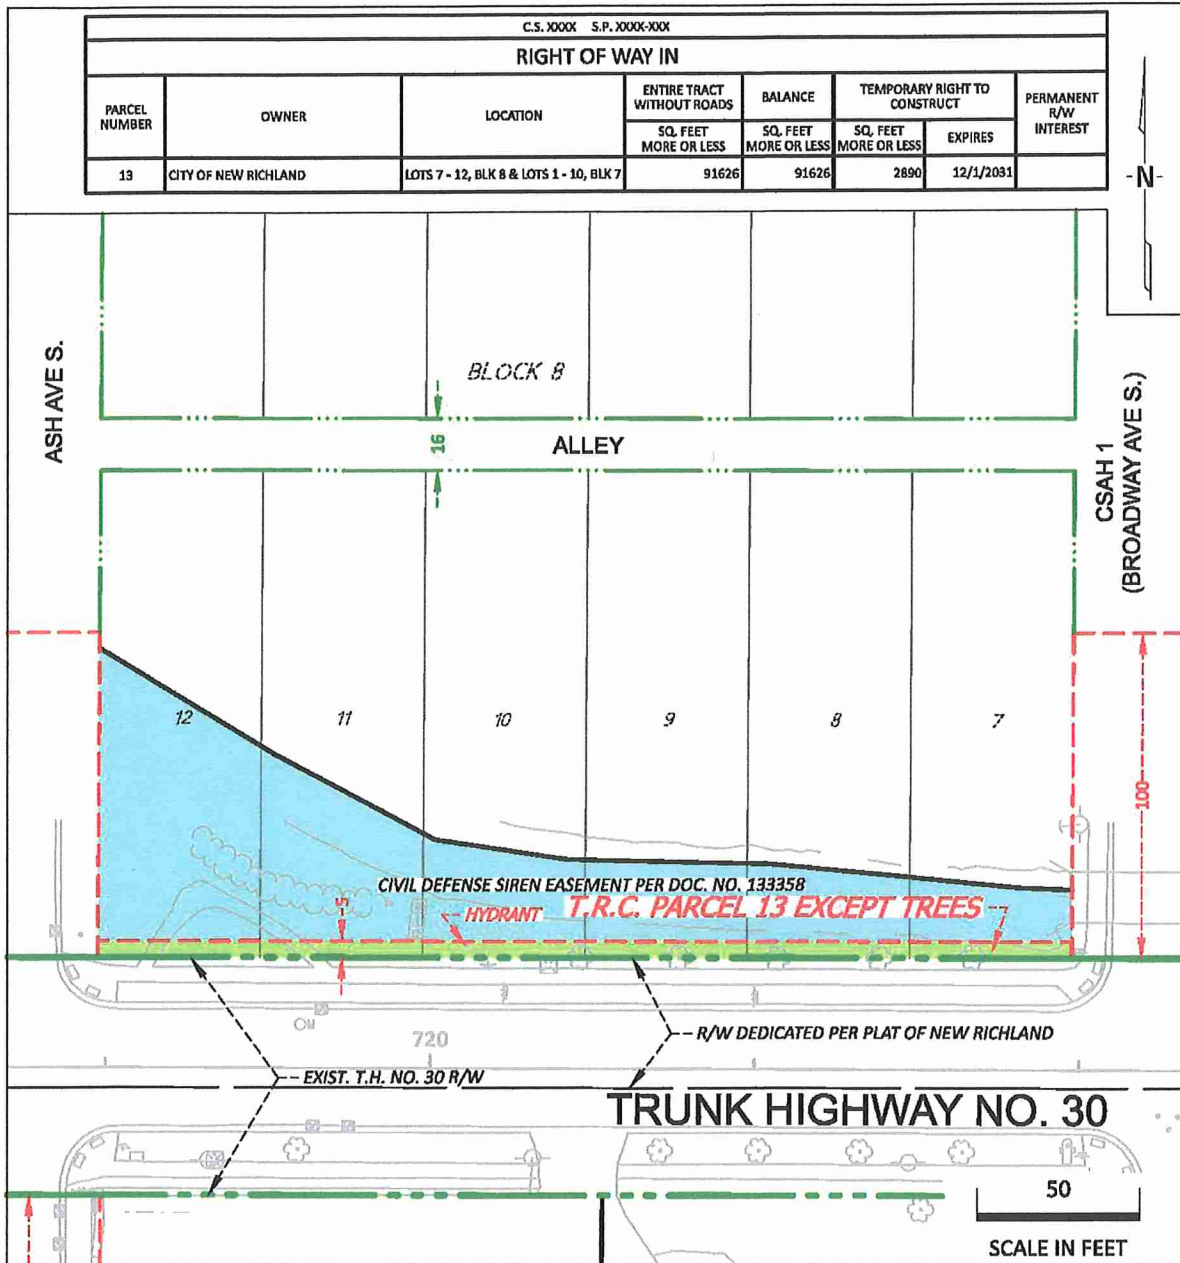 C.S. XXXX S.P. XXXX-XXX
RIGHT OF WAY IN
PARCEL NUMBER
OWNER
LOCATION
ENTIRE TRACT WITHOUT ROADS
BALANCE
TEMPORARY RIGHT TO CONSTRUCT
PERMANENT R/W INTEREST
SQ. FEET MORE OR LESS
SQ. FEET MORE OR LESS
SQ. FEET MORE OR LESS
EXPIRES
13 CITY OF NEW RICHLAND LOTS 7 - 12, BLK 8 & LOTS 1 - 10, BLK 7 91626 91626 2890 12/1/2031
-N-
ASH AVE S.
BLOCK 8
16
ALLEY
CSAH 1
(BROADWAY AVE S.)
12
11
10
9
8
7
100
CIVIL DEFENSE SIREN EASEMENT PER DOC. NO. 133358
5
HYDRANT
T.R.C. PARCEL 13 EXCEPT TREES
720
R/W DEDICATED PER PLAT OF NEW RICHLAND
EXIST. T.H. NO. 30 R/W
TRUNK HIGHWAY NO. 30
50
SCALE IN FEET